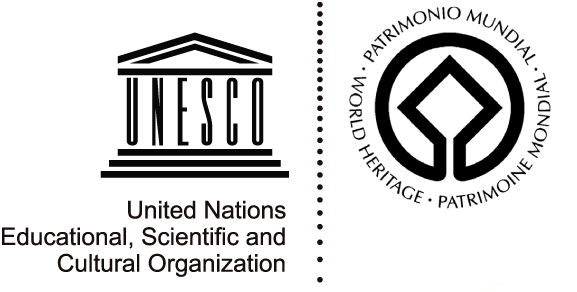 UNESCO
United Nations
Educational, Scientific and
Cultural Organization
PATRIMONIO MUNDIAL · WORLD HERITAGE · PATRIMOINE MONDIAL ·